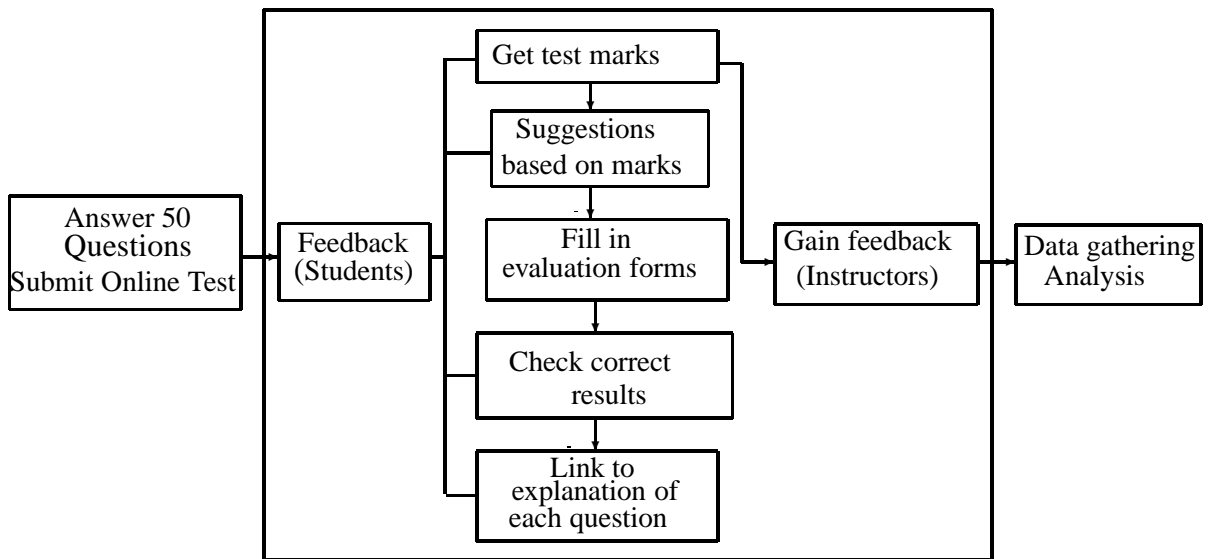 Answer 50
Questions
Submit Online Test
Feedback
(Students)
Get test marks
Suggestions
based on marks
Fill in
evaluation forms
Check correct
results
Link to
explanation of
each question
Gain feedback
(Instructors)
Data gathering
Analysis